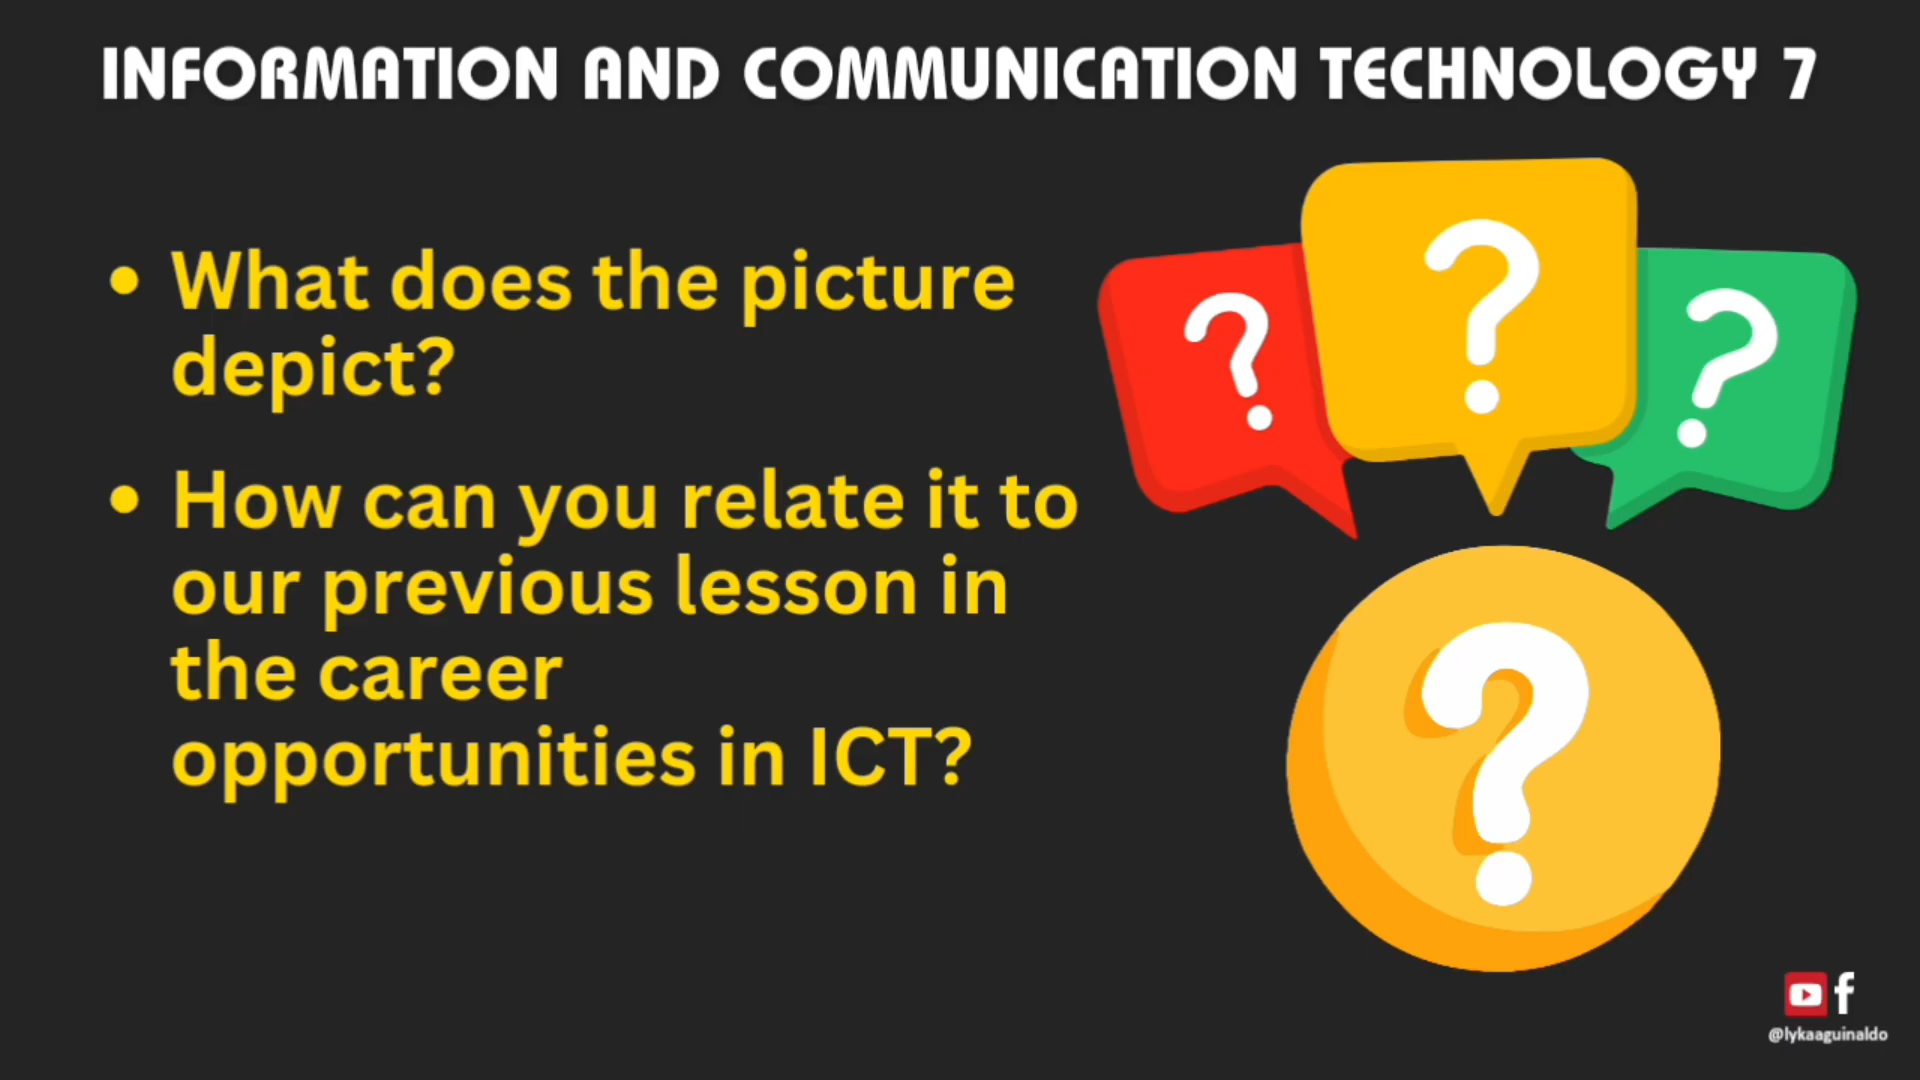 INFORMATION AND COMMUNICATION TECHNOLOGY 7
• What does the picture
depict?
• How can you relate it to
our previous lesson in
the career
opportunities in ICT?
?
?
?
?
f
@lykaaguinaldo